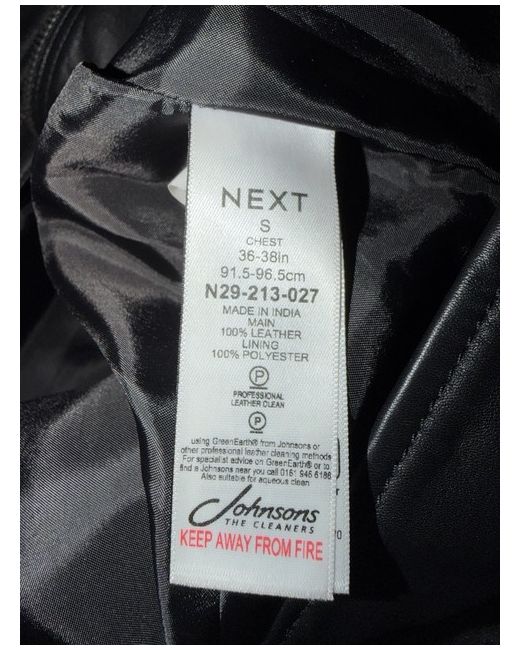 NEXT
S
CHEST
36-38in
91.5-96.5cm
N29-213-027
MADE IN INDIA
MAIN
100% LEATHER
LINING
100% POLYESTER
P
PROFESSIONAL
LEATHER CLEAN
P
using GreenEarth® from Johnsons or
other professional leather cleaning methods
For specialist advice on GreenEarth® or to
find a Johnsons near you call 0161 946 6186
Also suitable for aqueous clean
Johnsons
THE CLEANERS
KEEP AWAY FROM FIRE